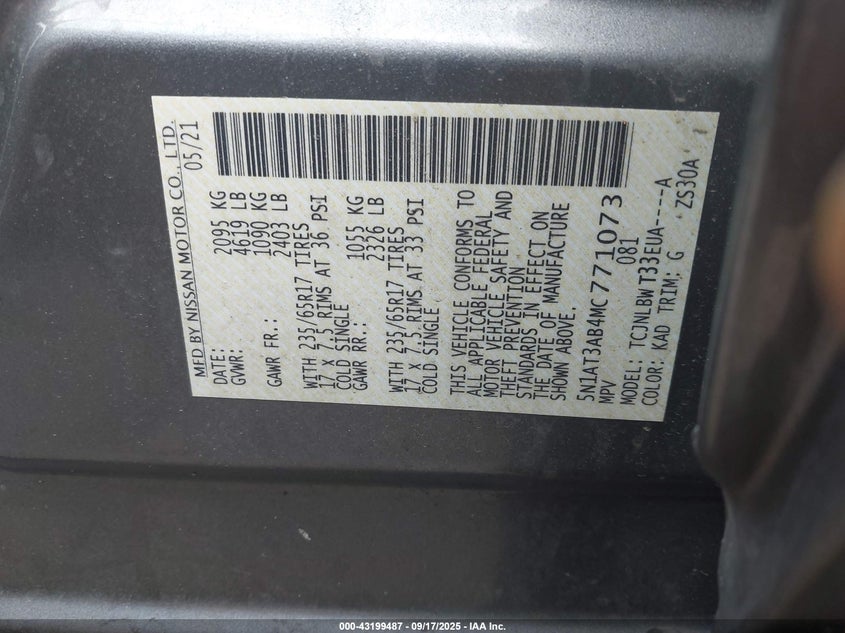 MFD BY NISSAN MOTOR CO., LTD.
DATE: 05/21
GVWR: 2095 KG
4619 LB
GAWR FR.: 1090 KG
2403 LB
WITH 235/65R17 TIRES
17 X 7.5 RIMS AT 36 PSI
COLD SINGLE
GAWR RR.: 1055 KG
2326 LB
WITH 235/65R17 TIRES
17 X 7.5 RIMS AT 33 PSI
COLD SINGLE
THIS VEHICLE CONFORMS TO
ALL APPLICABLE FEDERAL
MOTOR VEHICLE SAFETY AND
THEFT PREVENTION
STANDARDS IN EFFECT ON
THE DATE OF MANUFACTURE
SHOWN ABOVE.
5N1AT3AB4MC771073
MPV 081
MODEL: TCJNLBWT33EUA----A
COLOR: KAD TRIM; G ZS30A
000-43199487 - 09/17/2025 - IAA Inc.